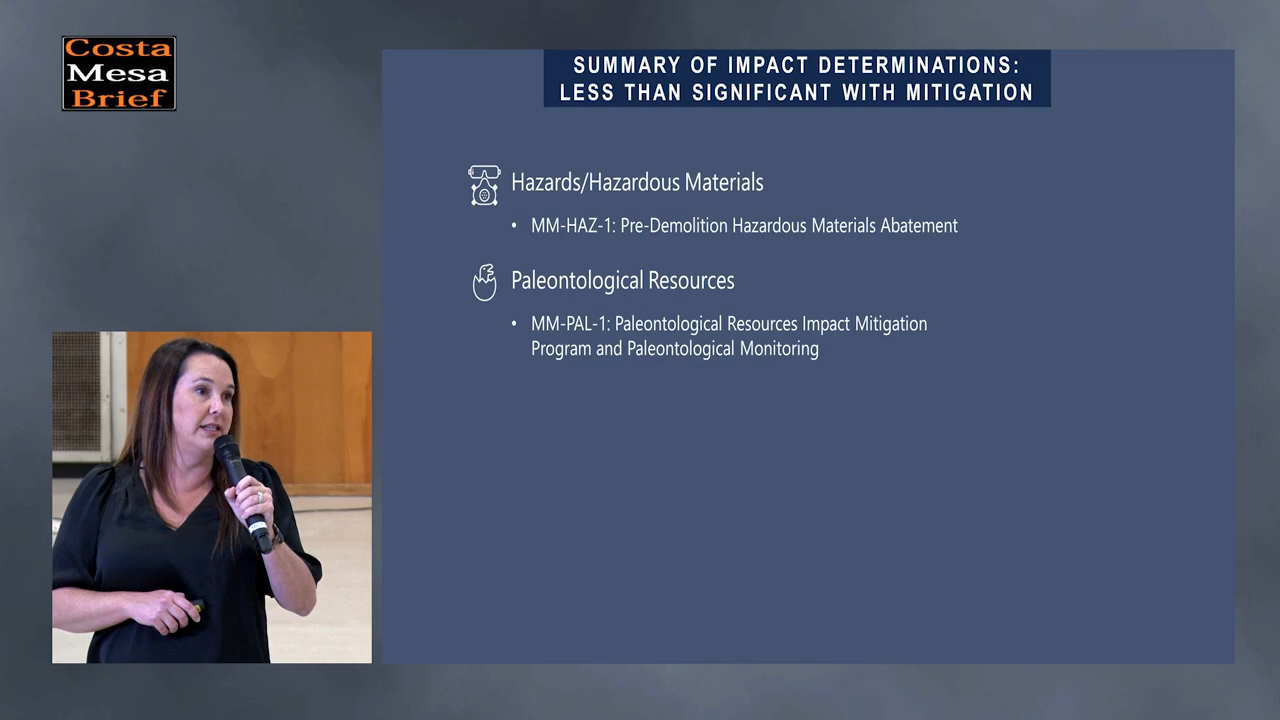 Costa
Mesa
Brief
SUMMARY OF IMPACT DETERMINATIONS:
LESS THAN SIGNIFICANT WITH MITIGATION
Hazards/Hazardous Materials
• MM-HAZ-1: Pre-Demolition Hazardous Materials Abatement
Paleontological Resources
• MM-PAL-1: Paleontological Resources Impact Mitigation
Program and Paleontological Monitoring